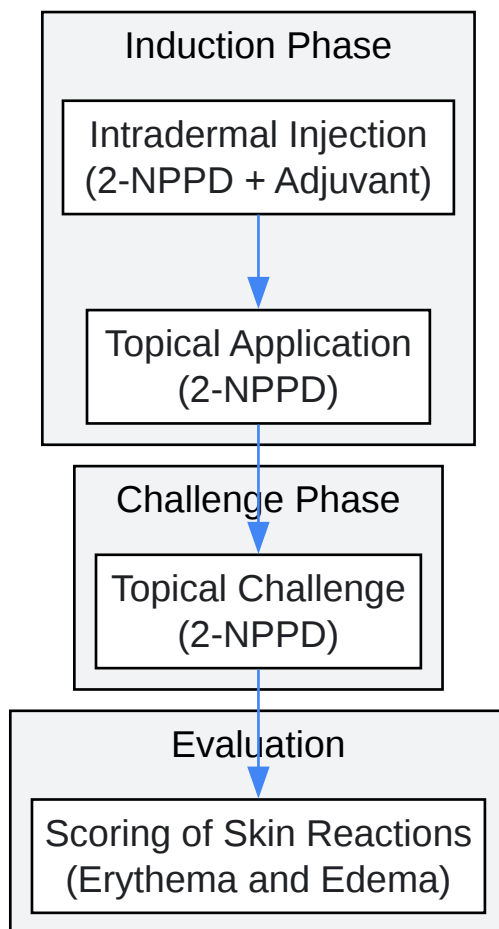 Induction Phase
Intradermal Injection
(2-NPPD + Adjuvant)
Topical Application
(2-NPPD)
Challenge Phase
Topical Challenge
(2-NPPD)
Evaluation
Scoring of Skin Reactions
(Erythema and Edema)